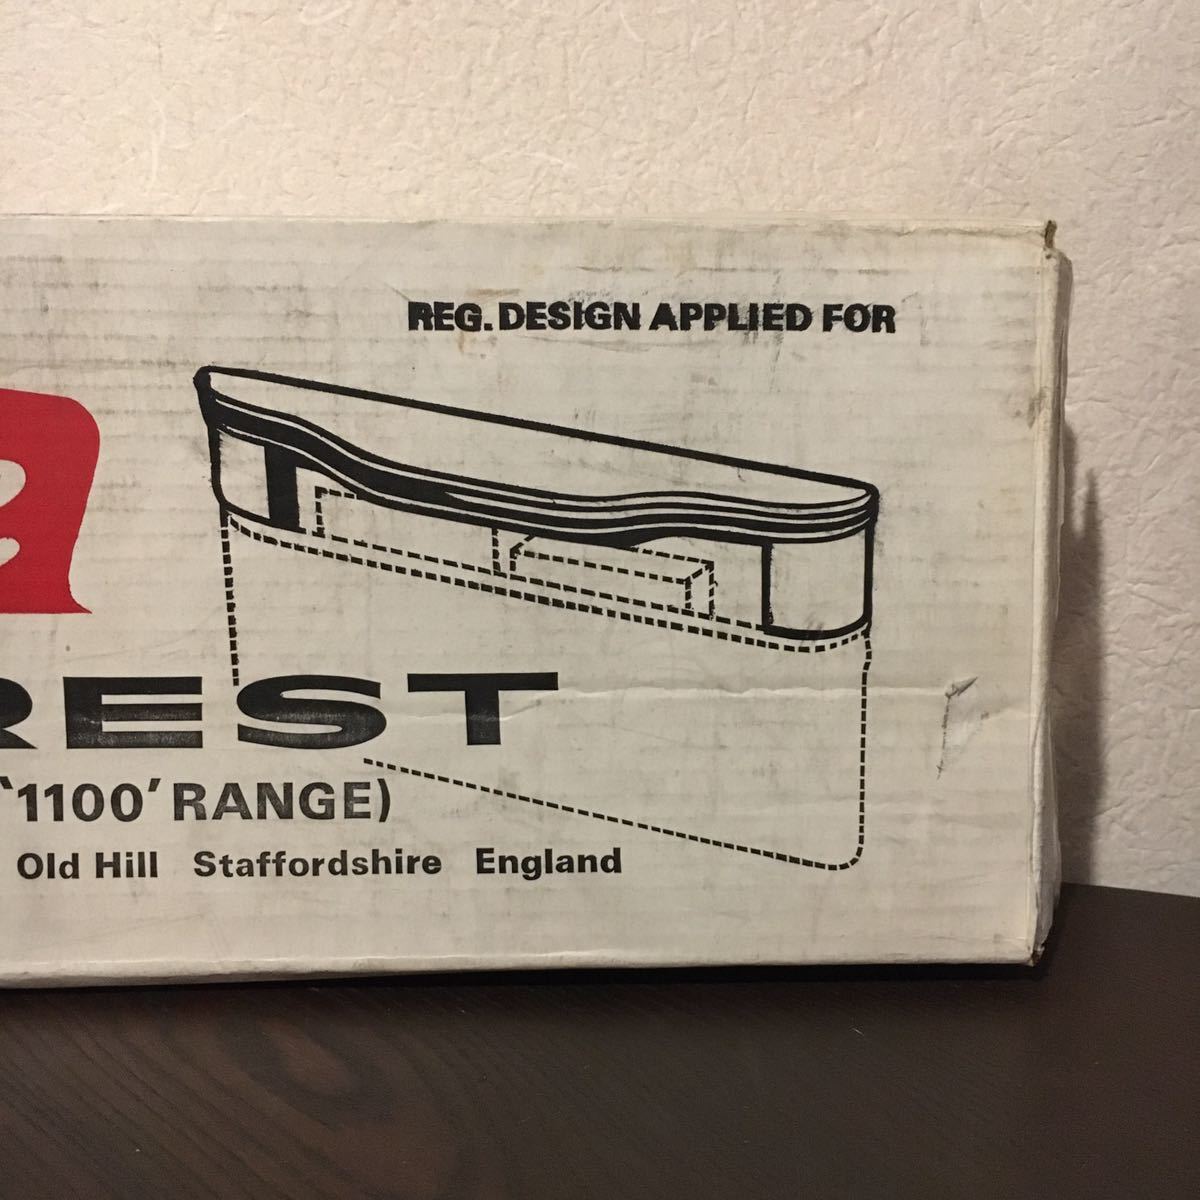 REG. DESIGN APPLIED FOR
REST
('1100' RANGE)
Old Hill Staffordshire England